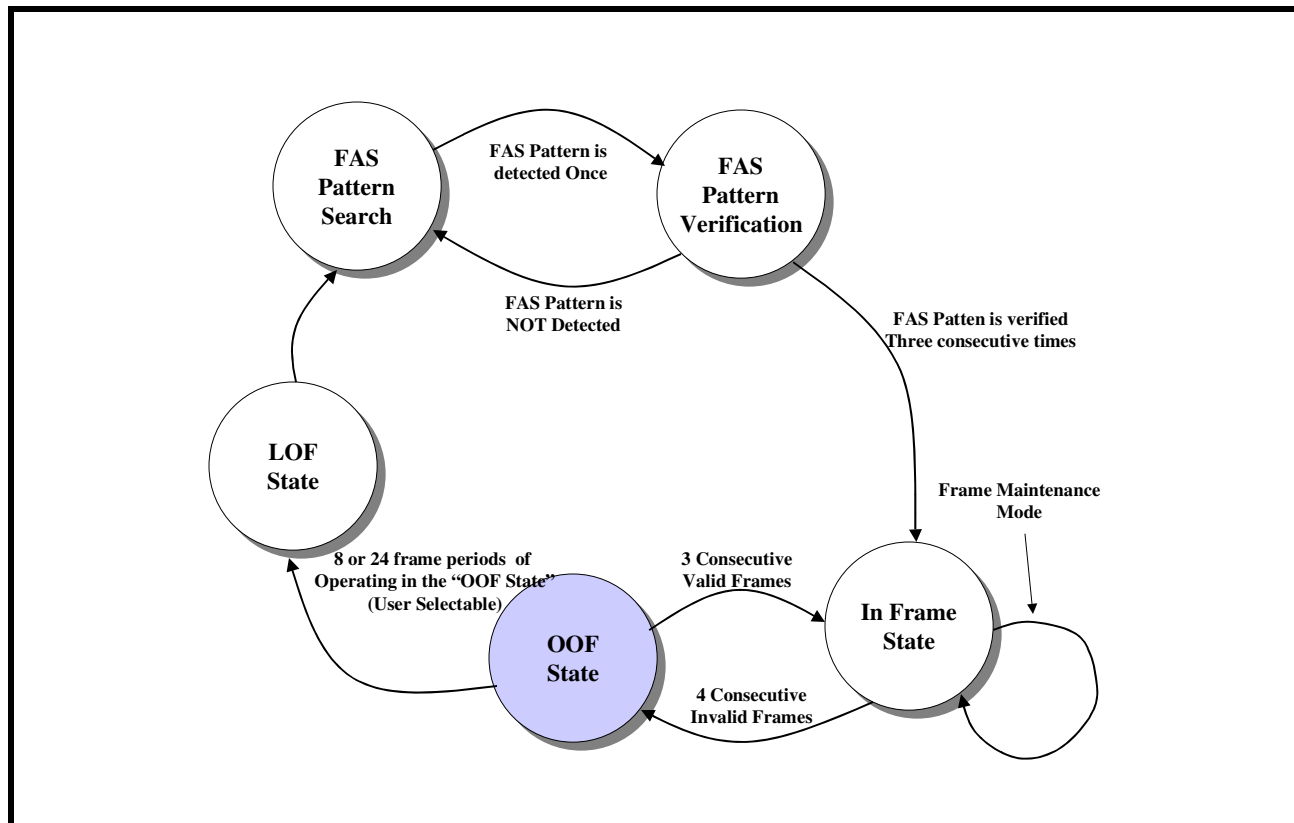 FAS
Pattern
Search
FAS Pattern is
detected Once
FAS
Pattern
Verification
FAS Pattern is
NOT Detected
FAS Patten is verified
Three consecutive times
LOF
State
Frame Maintenance
Mode
8 or 24 frame periods of
Operating in the “OOF State”
(User Selectable)
3 Consecutive
Valid Frames
In Frame
State
OOF
State
4 Consecutive
Invalid Frames